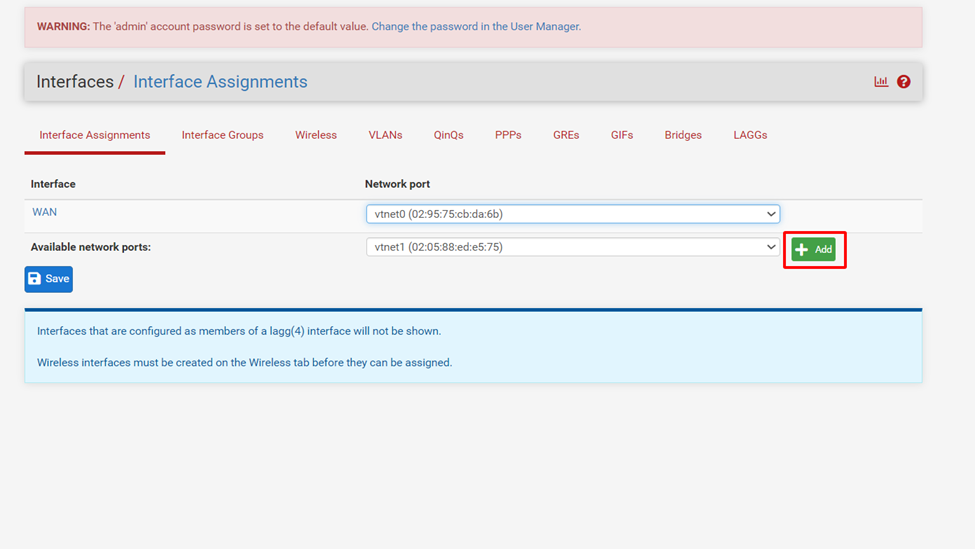 WARNING: The 'admin' account password is set to the default value. Change the password in the User Manager.
Interfaces / Interface Assignments
Interface Assignments Interface Groups Wireless VLANs QinQs PPPs GREs GIFs Bridges LAGGs
Interface Network port
WAN vtnet0 (02:95:75:cb:da:6b)
Available network ports: vtnet1 (02:05:88:ed:e5:75) Add
Save
Interfaces that are configured as members of a lagg(4) interface will not be shown.
Wireless interfaces must be created on the Wireless tab before they can be assigned.